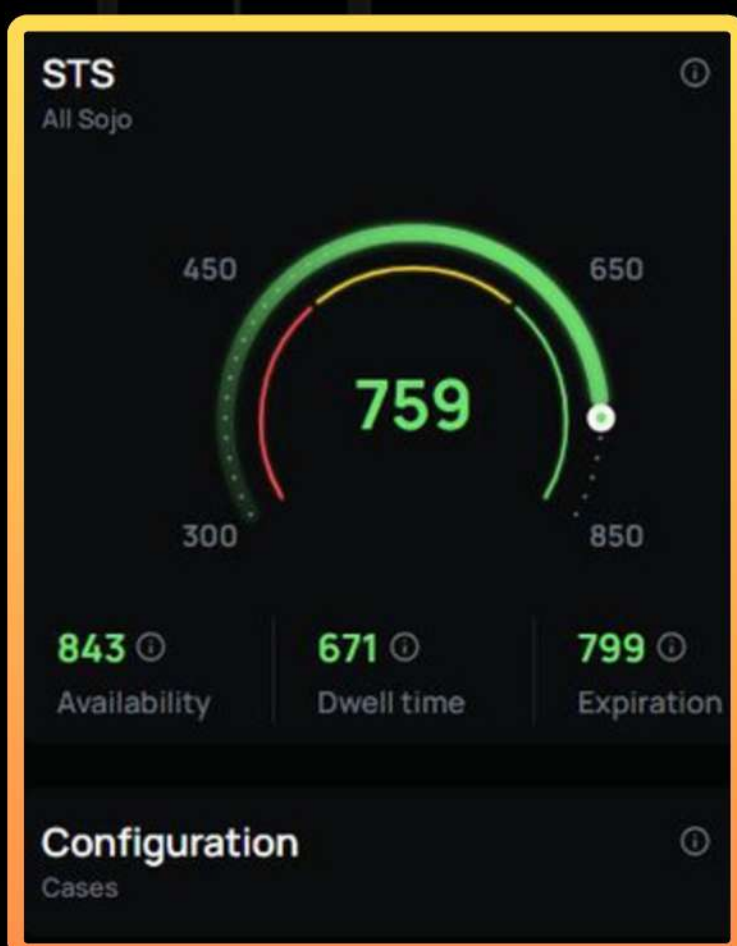 STS
All Sojo
450
650
759
300
850
843
671
799
Availability
Dwell time
Expiration
Configuration
Cases